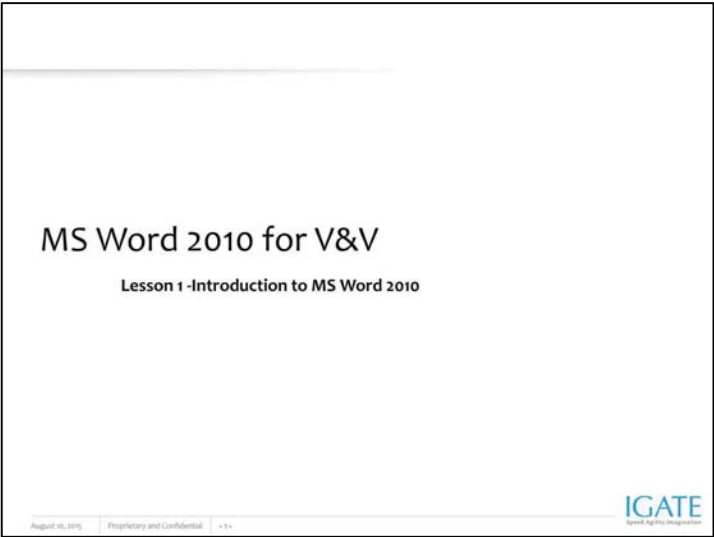 MS Word 2010 for V&V
Lesson 1 -Introduction to MS Word 2010
August 10, 2015 Proprietary and Confidential - 1 -
IGATE
Speed.Agility.Imagination